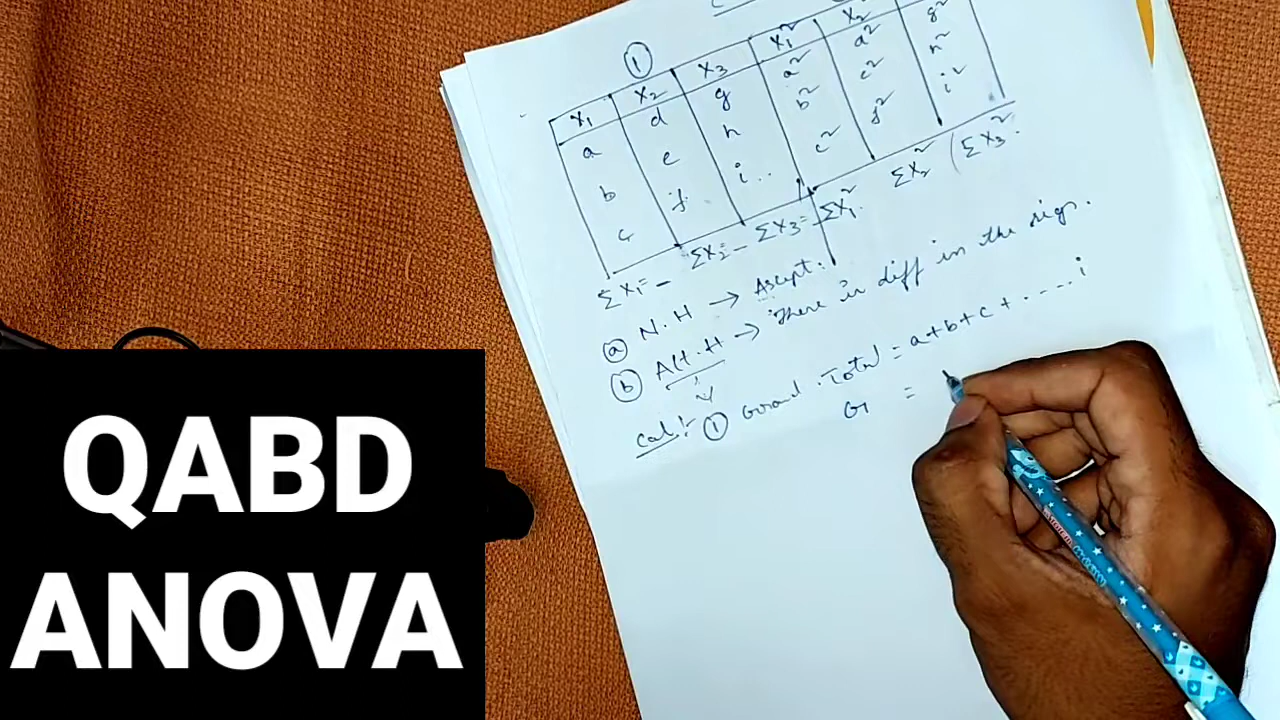 ①
X₁ X₂ X₃ X₁² X₂²
a d g a² d² g²
b e h b² e² h²
c f i.. c² f² i²
ΣX₁= – ΣX₂= – ΣX₃= ΣX₁² ΣX₂² (ΣX₃².
ⓐ N.H → Accept.
ⓑ Alt.H → There is diff in the sign.
cal:- ① Grand.Total = a+b+c+....i
G =
QABD
ANOVA